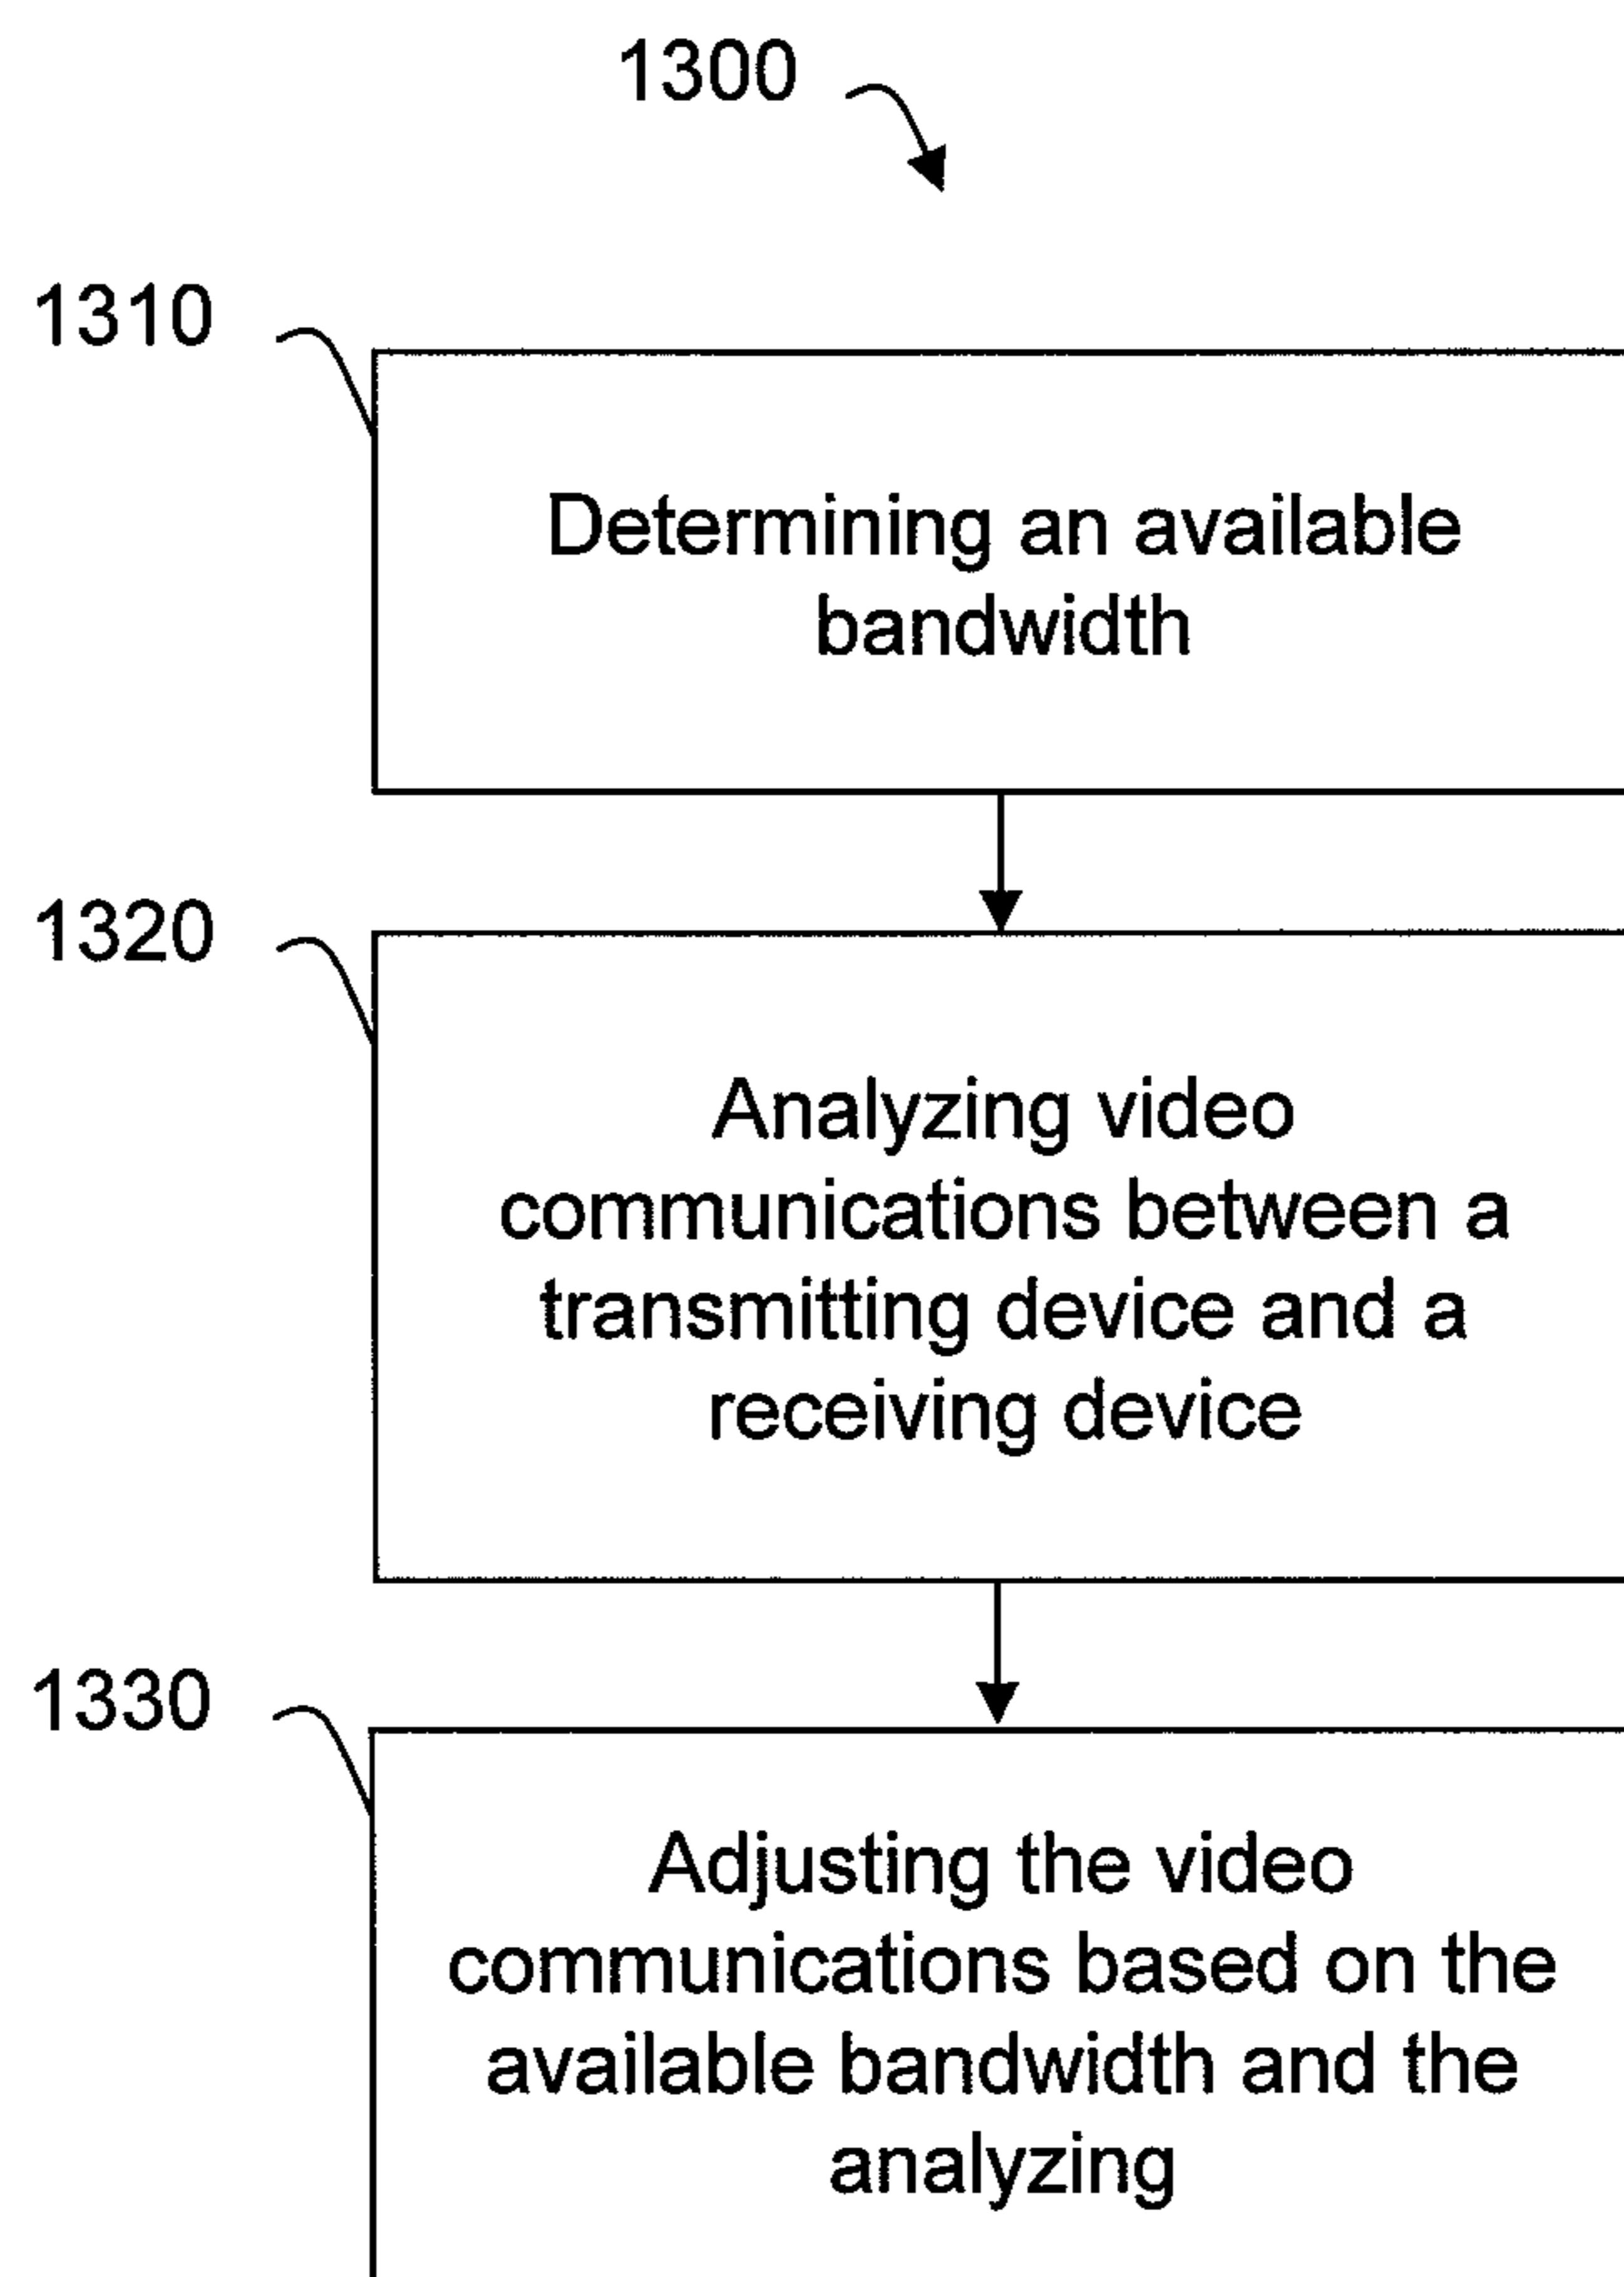 1300
1310
Determining an available
bandwidth
1320
Analyzing video
communications between a
transmitting device and a
receiving device
1330
Adjusting the video
communications based on the
available bandwidth and the
analyzing